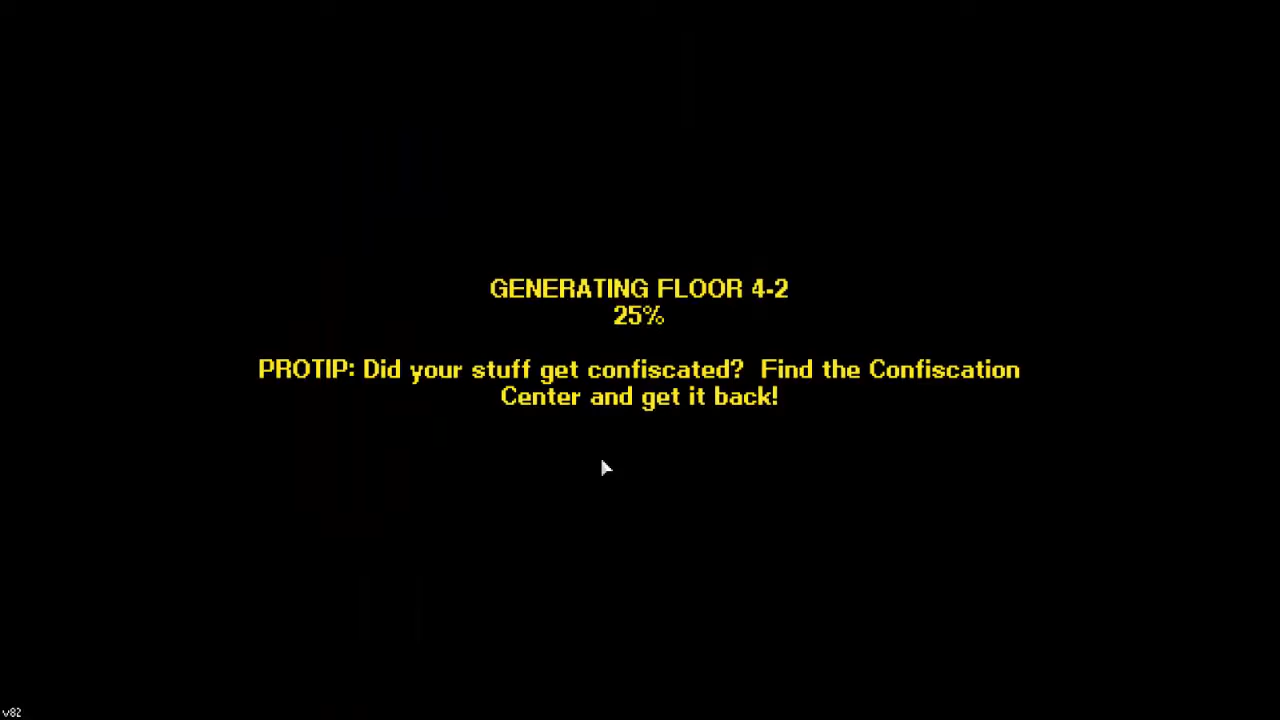 GENERATING FLOOR 4-2
25%
PROTIP: Did your stuff get confiscated?  Find the Confiscation
Center and get it back!
v82